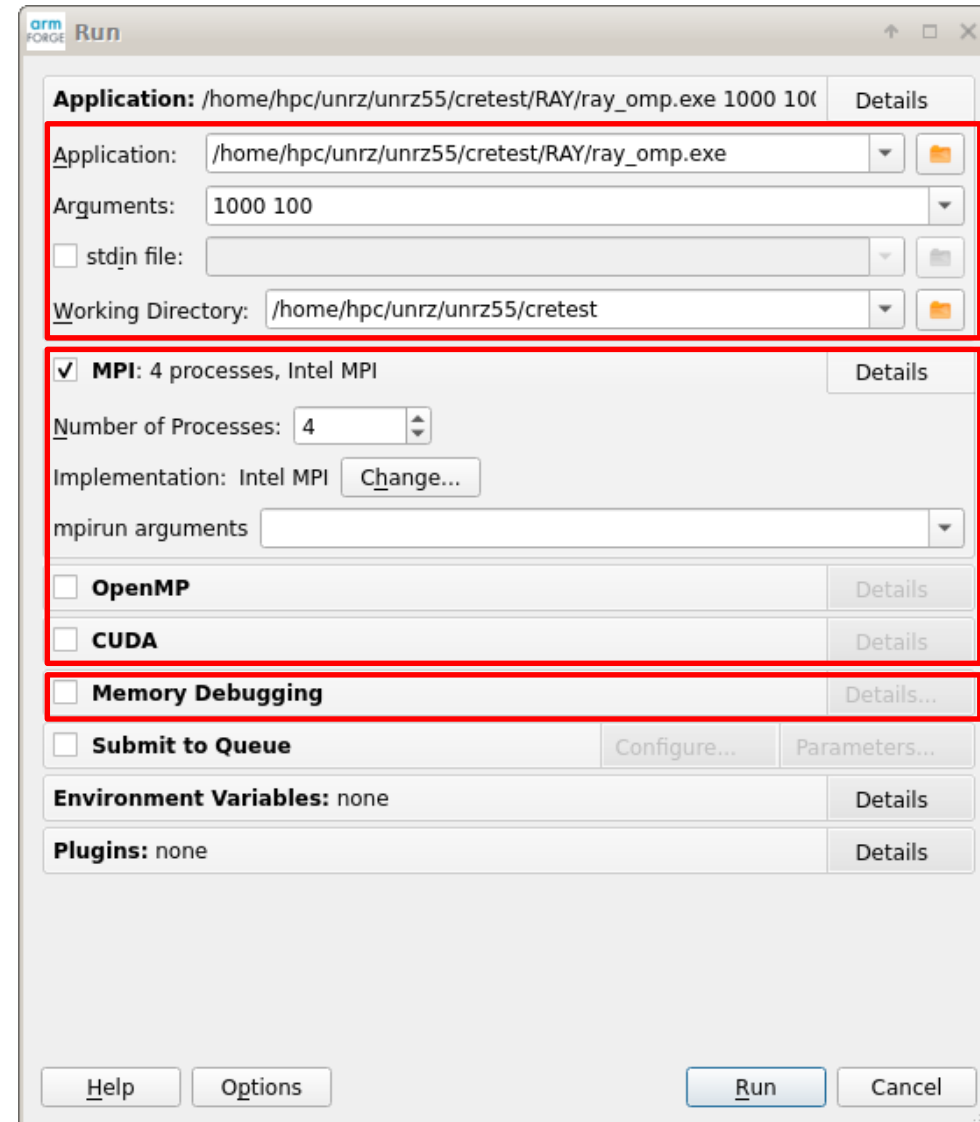 arm
FORGE Run
Application: /home/hpc/unrz/unrz55/cretest/RAY/ray_omp.exe 1000 10( Details
Application: /home/hpc/unrz/unrz55/cretest/RAY/ray_omp.exe
Arguments: 1000 100
stdin file:
Working Directory: /home/hpc/unrz/unrz55/cretest
MPI: 4 processes, Intel MPI Details
Number of Processes: 4
Implementation: Intel MPI Change...
mpirun arguments
OpenMP Details
CUDA Details
Memory Debugging Details...
Submit to Queue Configure... Parameters...
Environment Variables: none Details
Plugins: none Details
Help Options Run Cancel